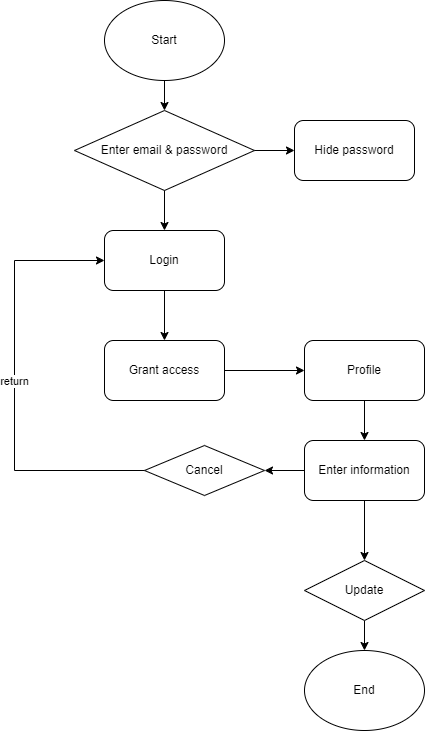 Start
Enter email & password
Hide password
Login
Grant access
Profile
return
Cancel
Enter information
Update
End